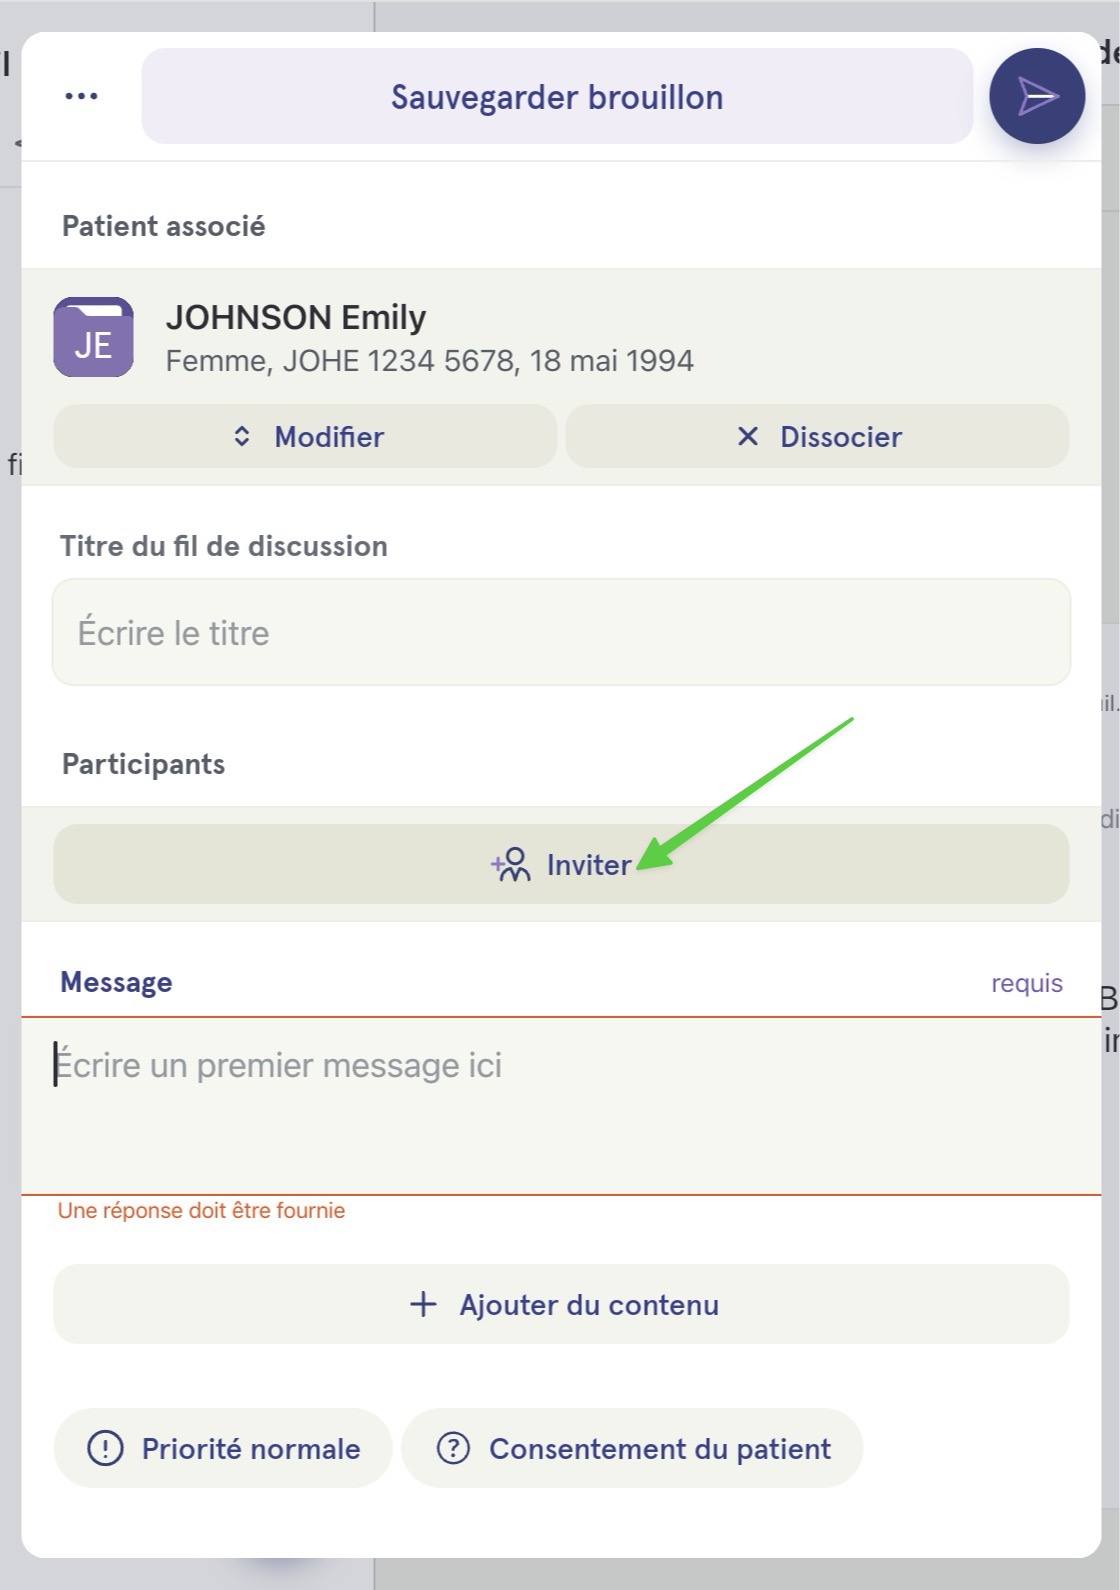 Sauvegarder brouillon
Patient associé
JE
JOHNSON Emily
Femme, JOHE 1234 5678, 18 mai 1994
Modifier
Dissocier
Titre du fil de discussion
Écrire le titre
Participants
Inviter
Message
requis
Écrire un premier message ici
Une réponse doit être fournie
Ajouter du contenu
Priorité normale
Consentement du patient